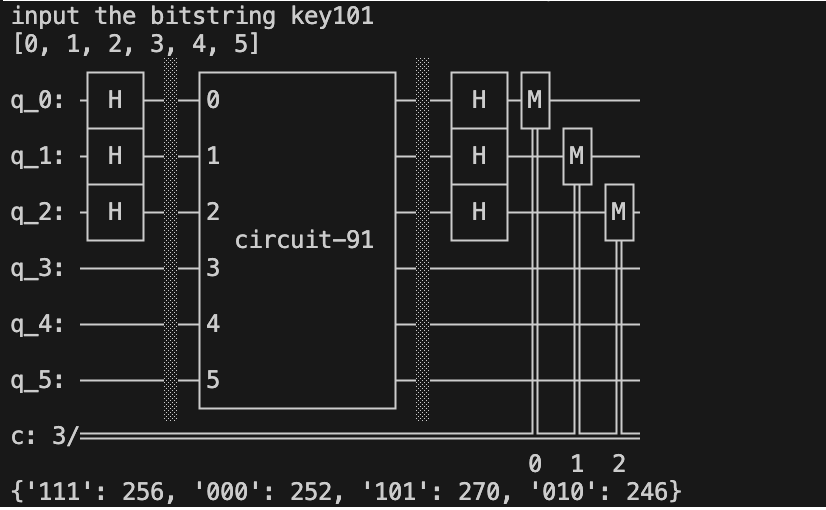 input the bitstring key101
[0, 1, 2, 3, 4, 5]
q_0: H 0 H M
q_1: H 1 H M
q_2: H 2 H M
circuit-91
q_3: 3
q_4: 4
q_5: 5
c: 3/
0 1 2
{'111': 256, '000': 252, '101': 270, '010': 246}